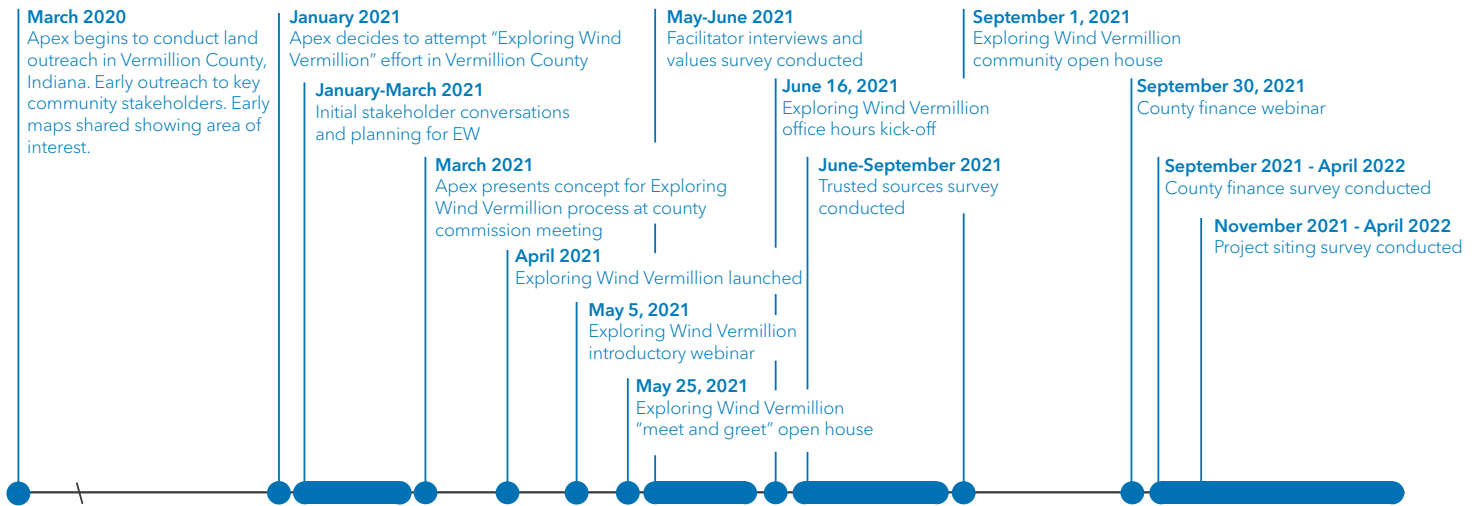 March 2020
Apex begins to conduct land
outreach in Vermillion County,
Indiana. Early outreach to key
community stakeholders. Early
maps shared showing area of
interest.
January 2021
Apex decides to attempt “Exploring Wind
Vermillion” effort in Vermillion County
January-March 2021
Initial stakeholder conversations
and planning for EW
March 2021
Apex presents concept for Exploring
Wind Vermillion process at county
commission meeting
April 2021
Exploring Wind Vermillion launched
May 5, 2021
Exploring Wind Vermillion
introductory webinar
May 25, 2021
Exploring Wind Vermillion
“meet and greet” open house
May-June 2021
Facilitator interviews and
values survey conducted
June 16, 2021
Exploring Wind Vermillion
office hours kick-off
June-September 2021
Trusted sources survey
conducted
September 1, 2021
Exploring Wind Vermillion
community open house
September 30, 2021
County finance webinar
September 2021 - April 2022
County finance survey conducted
November 2021 - April 2022
Project siting survey conducted